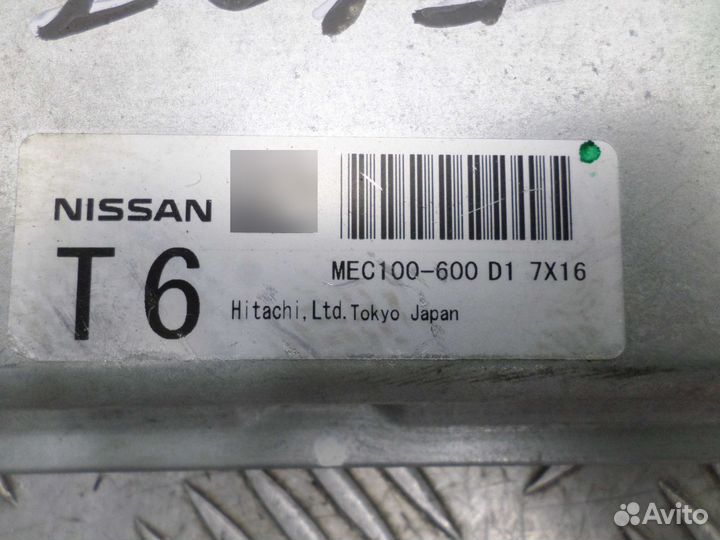 NISSAN
T6
MEC100-600 D1 7X16
Hitachi,Ltd.Tokyo Japan
Avito